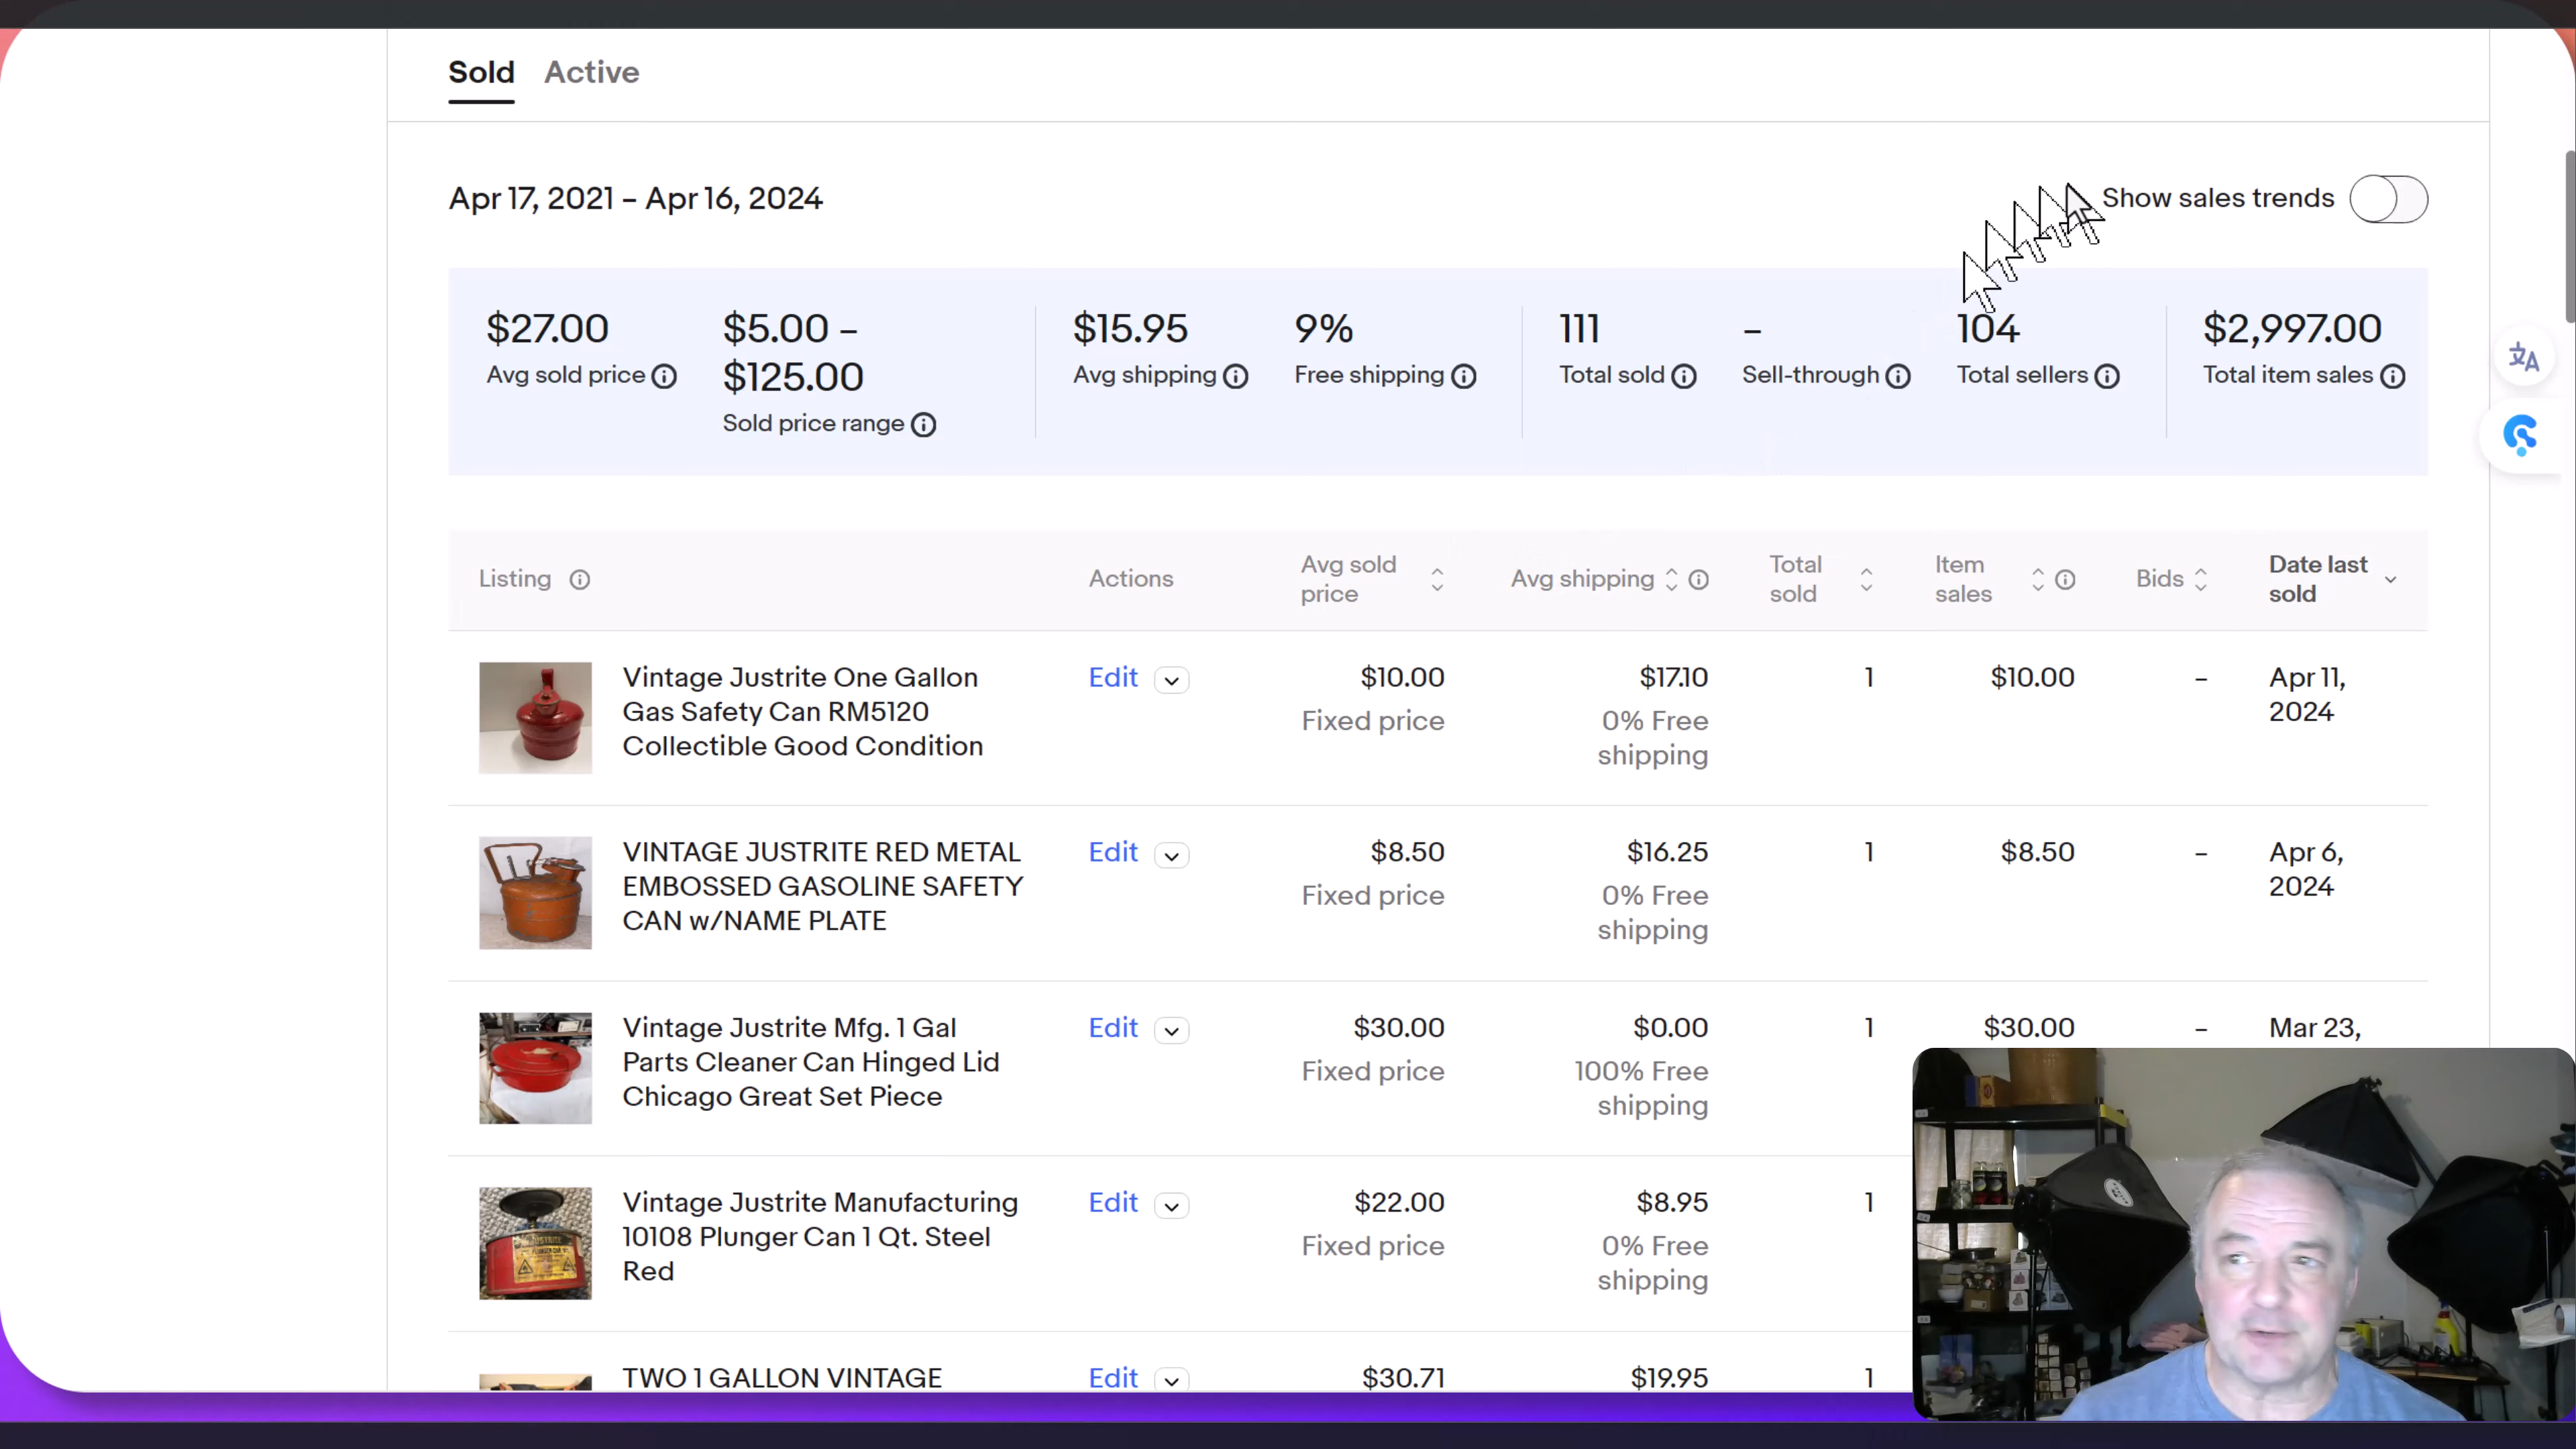 Sold Active
Apr 17, 2021 – Apr 16, 2024
Show sales trends
$27.00
Avg sold price
$5.00 –
$125.00
Sold price range
$15.95
Avg shipping
9%
Free shipping
111
Total sold
–
Sell-through
104
Total sellers
$2,997.00
Total item sales
Listing
Actions
Avg sold
price
Avg shipping
Total
sold
Item
sales
Bids
Date last
sold
Vintage Justrite One Gallon
Gas Safety Can RM5120
Collectible Good Condition
Edit
$10.00
Fixed price
$17.10
0% Free
shipping
1
$10.00
–
Apr 11,
2024
VINTAGE JUSTRITE RED METAL
EMBOSSED GASOLINE SAFETY
CAN w/NAME PLATE
Edit
$8.50
Fixed price
$16.25
0% Free
shipping
1
$8.50
–
Apr 6,
2024
Vintage Justrite Mfg. 1 Gal
Parts Cleaner Can Hinged Lid
Chicago Great Set Piece
Edit
$30.00
Fixed price
$0.00
100% Free
shipping
1
$30.00
–
Mar 23,
Vintage Justrite Manufacturing
10108 Plunger Can 1 Qt. Steel
Red
Edit
$22.00
Fixed price
$8.95
0% Free
shipping
1
TWO 1 GALLON VINTAGE
Edit
$30.71
$19.95
1